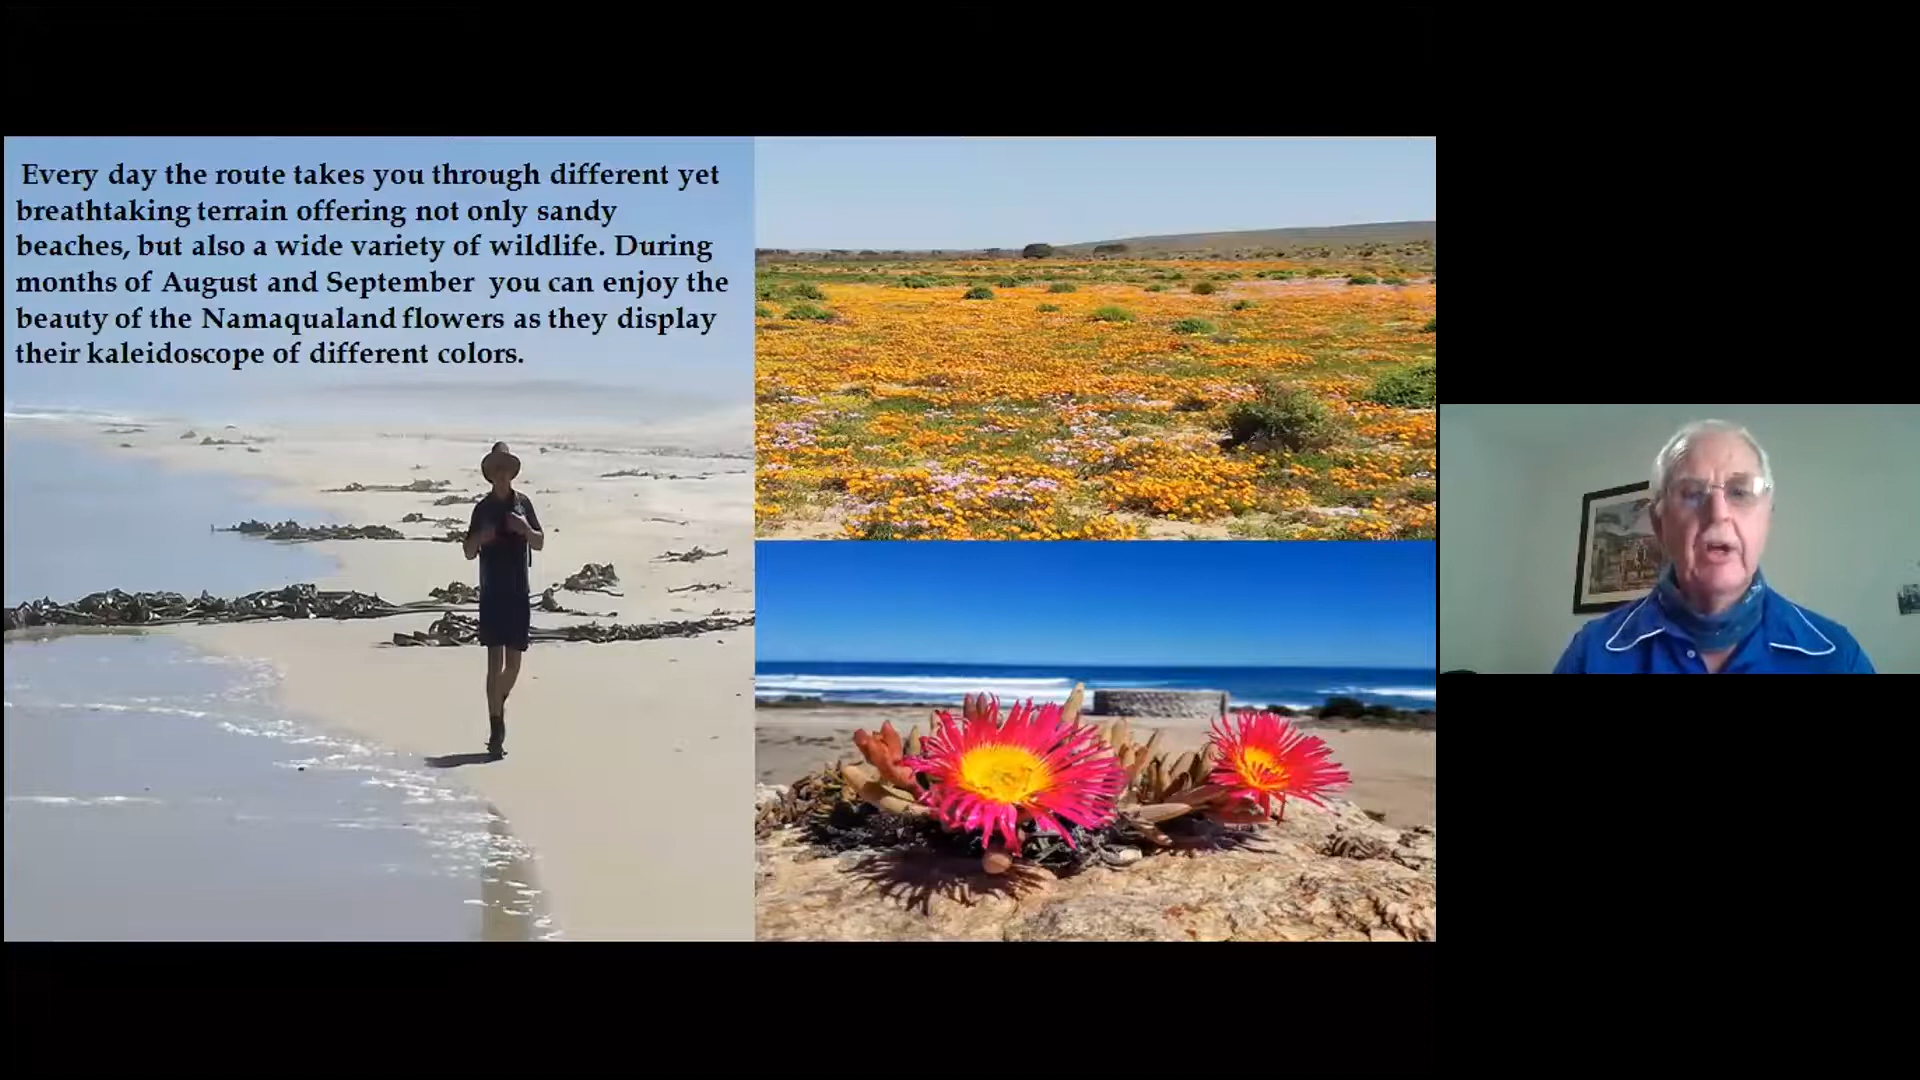 Every day the route takes you through different yet
breathtaking terrain offering not only sandy
beaches, but also a wide variety of wildlife. During
months of August and September you can enjoy the
beauty of the Namaqualand flowers as they display
their kaleidoscope of different colors.